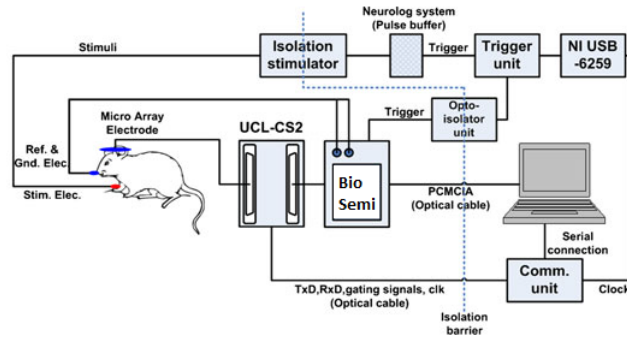 Neurolog system
(Pulse buffer)
Stimuli
Isolation
stimulator
Trigger
Trigger
unit
NI USB
-6259
Micro Array
Electrode
UCL-CS2
Trigger
Opto-
isolator
unit
Ref. &
Gnd. Elec.
Bio
Semi
Stim. Elec.
PCMCIA
(Optical cable)
Serial
connection
TxD,RxD,gating signals, clk
(Optical cable)
Comm.
unit
Clock
Isolation
barrier